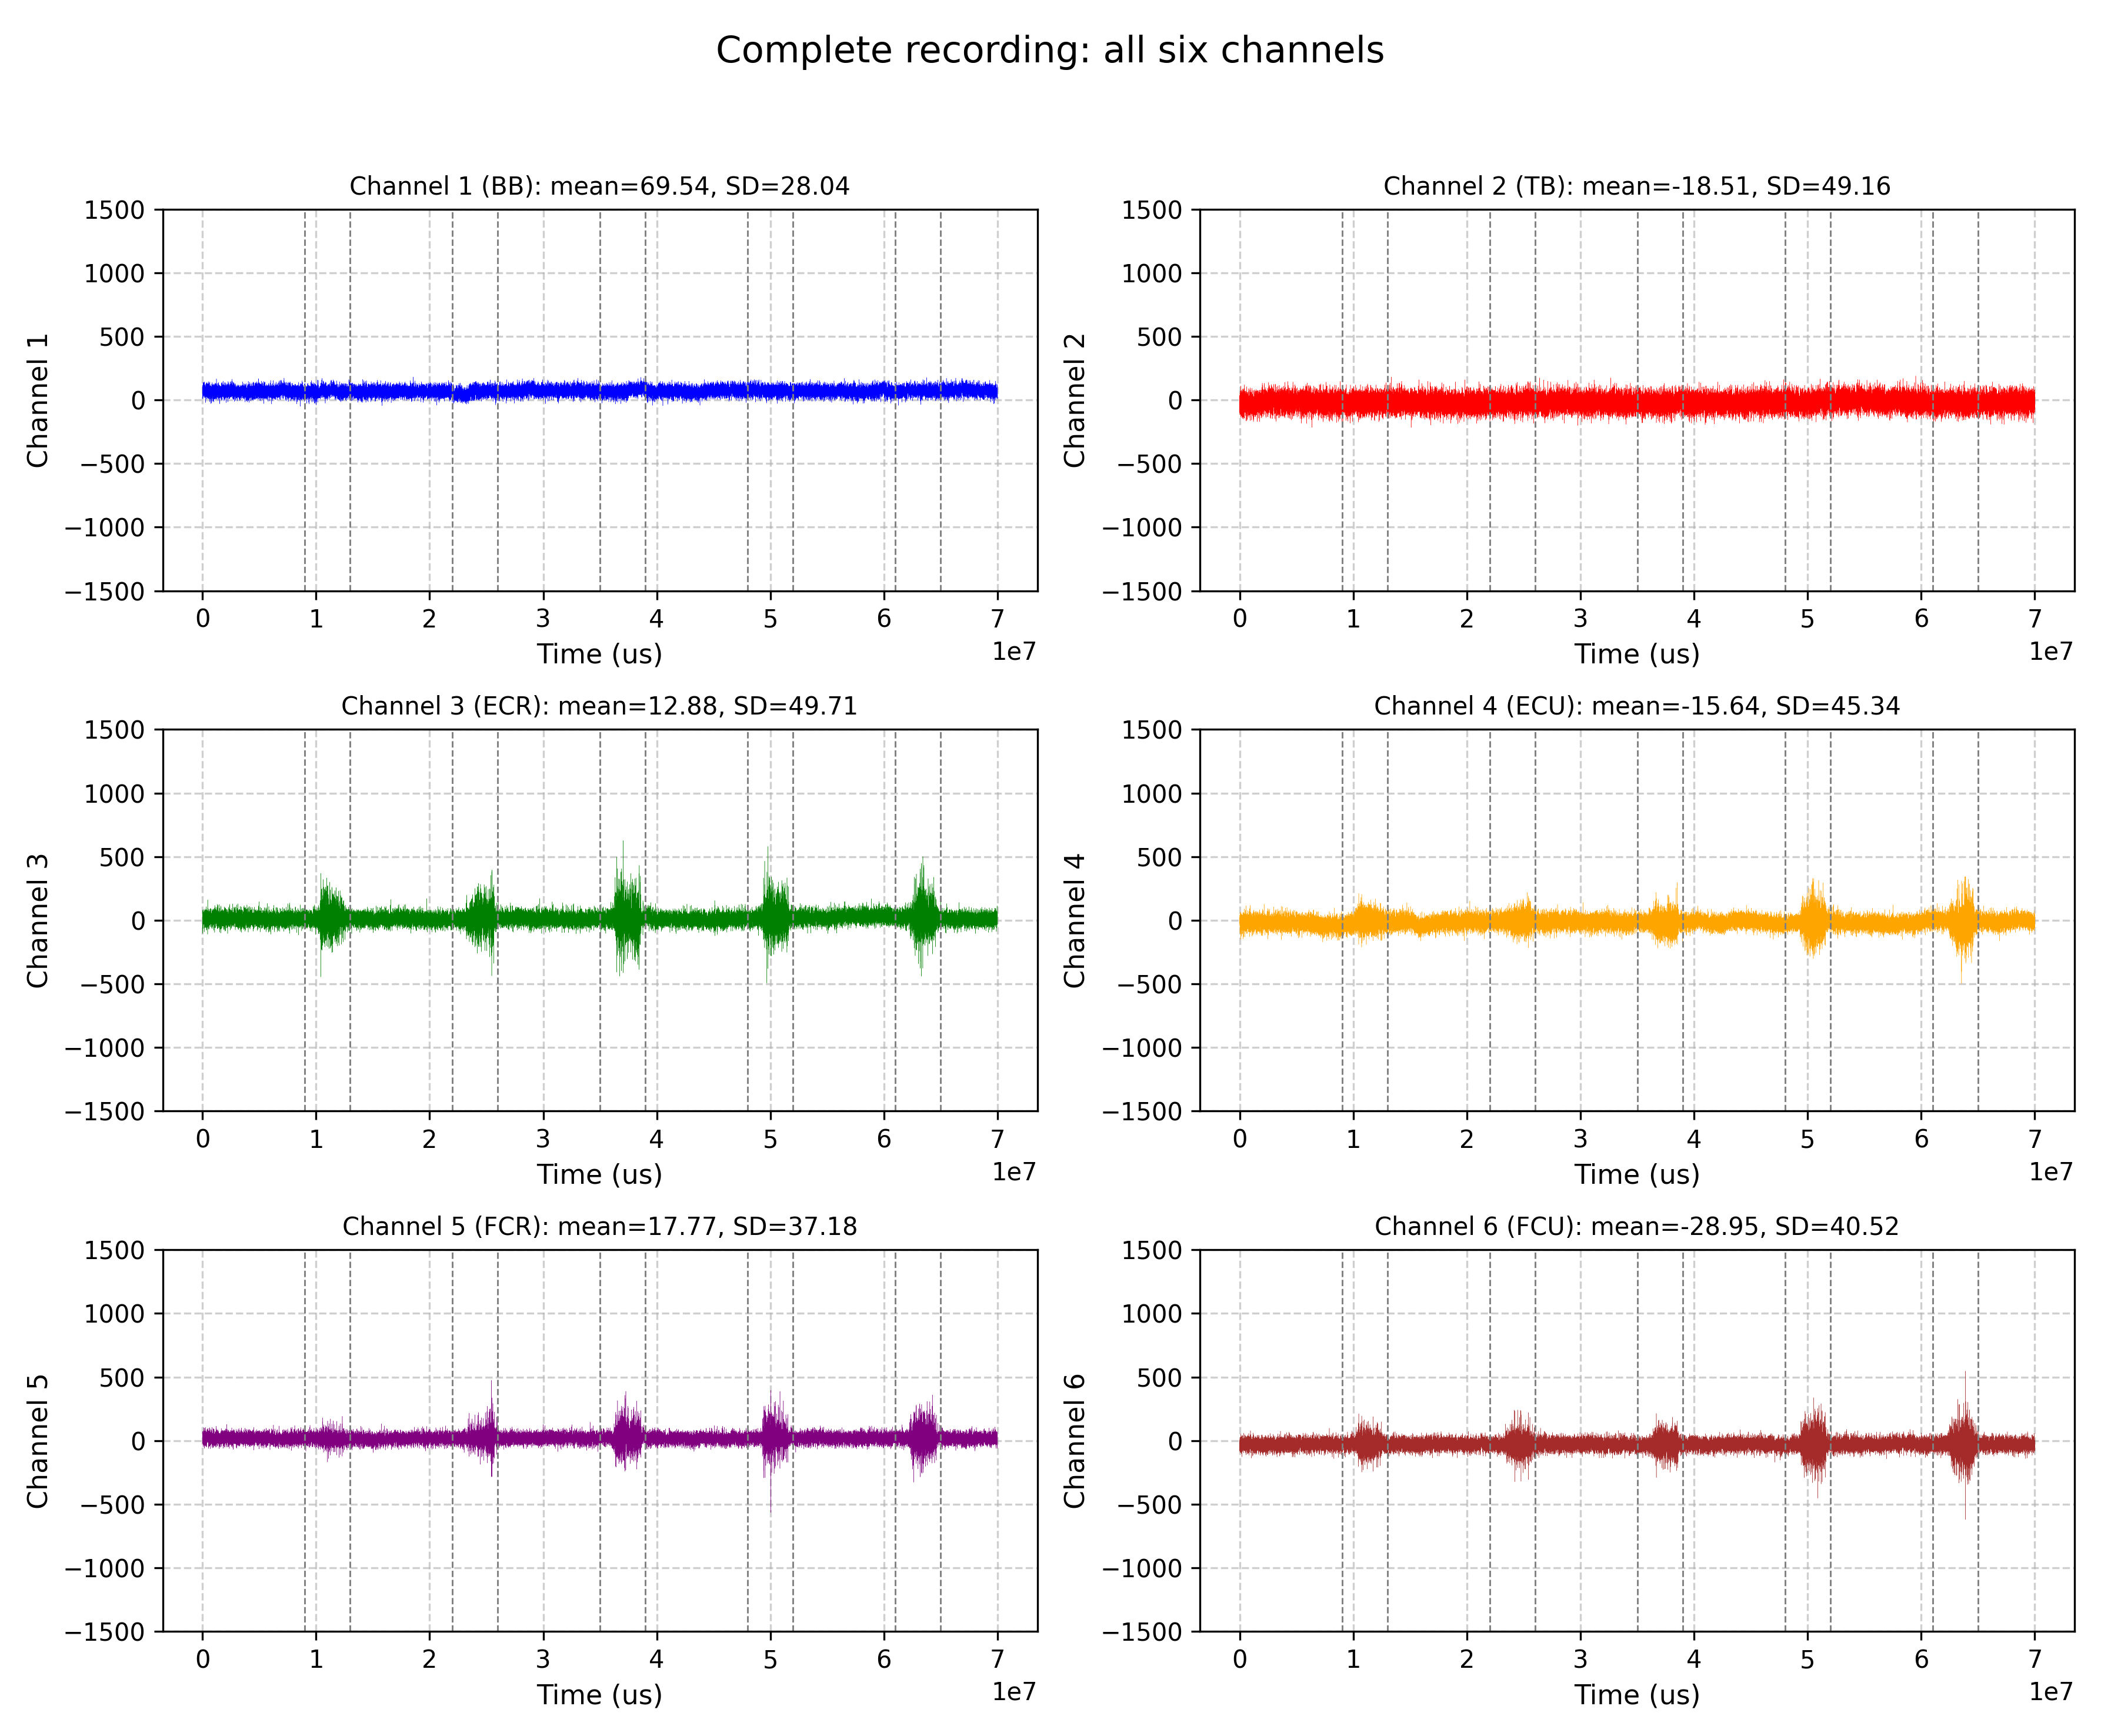 Complete recording: all six channels
Channel 1 (BB): mean=69.54, SD=28.04
1500
1000
500
0
−500
−1000
−1500
Channel 1
0 1 2 3 4 5 6 7
Time (us)
1e7
Channel 2 (TB): mean=-18.51, SD=49.16
1500
1000
500
0
−500
−1000
−1500
Channel 2
0 1 2 3 4 5 6 7
Time (us)
1e7
Channel 3 (ECR): mean=12.88, SD=49.71
1500
1000
500
0
−500
−1000
−1500
Channel 3
0 1 2 3 4 5 6 7
Time (us)
1e7
Channel 4 (ECU): mean=-15.64, SD=45.34
1500
1000
500
0
−500
−1000
−1500
Channel 4
0 1 2 3 4 5 6 7
Time (us)
1e7
Channel 5 (FCR): mean=17.77, SD=37.18
1500
1000
500
0
−500
−1000
−1500
Channel 5
0 1 2 3 4 5 6 7
Time (us)
1e7
Channel 6 (FCU): mean=-28.95, SD=40.52
1500
1000
500
0
−500
−1000
−1500
Channel 6
0 1 2 3 4 5 6 7
Time (us)
1e7